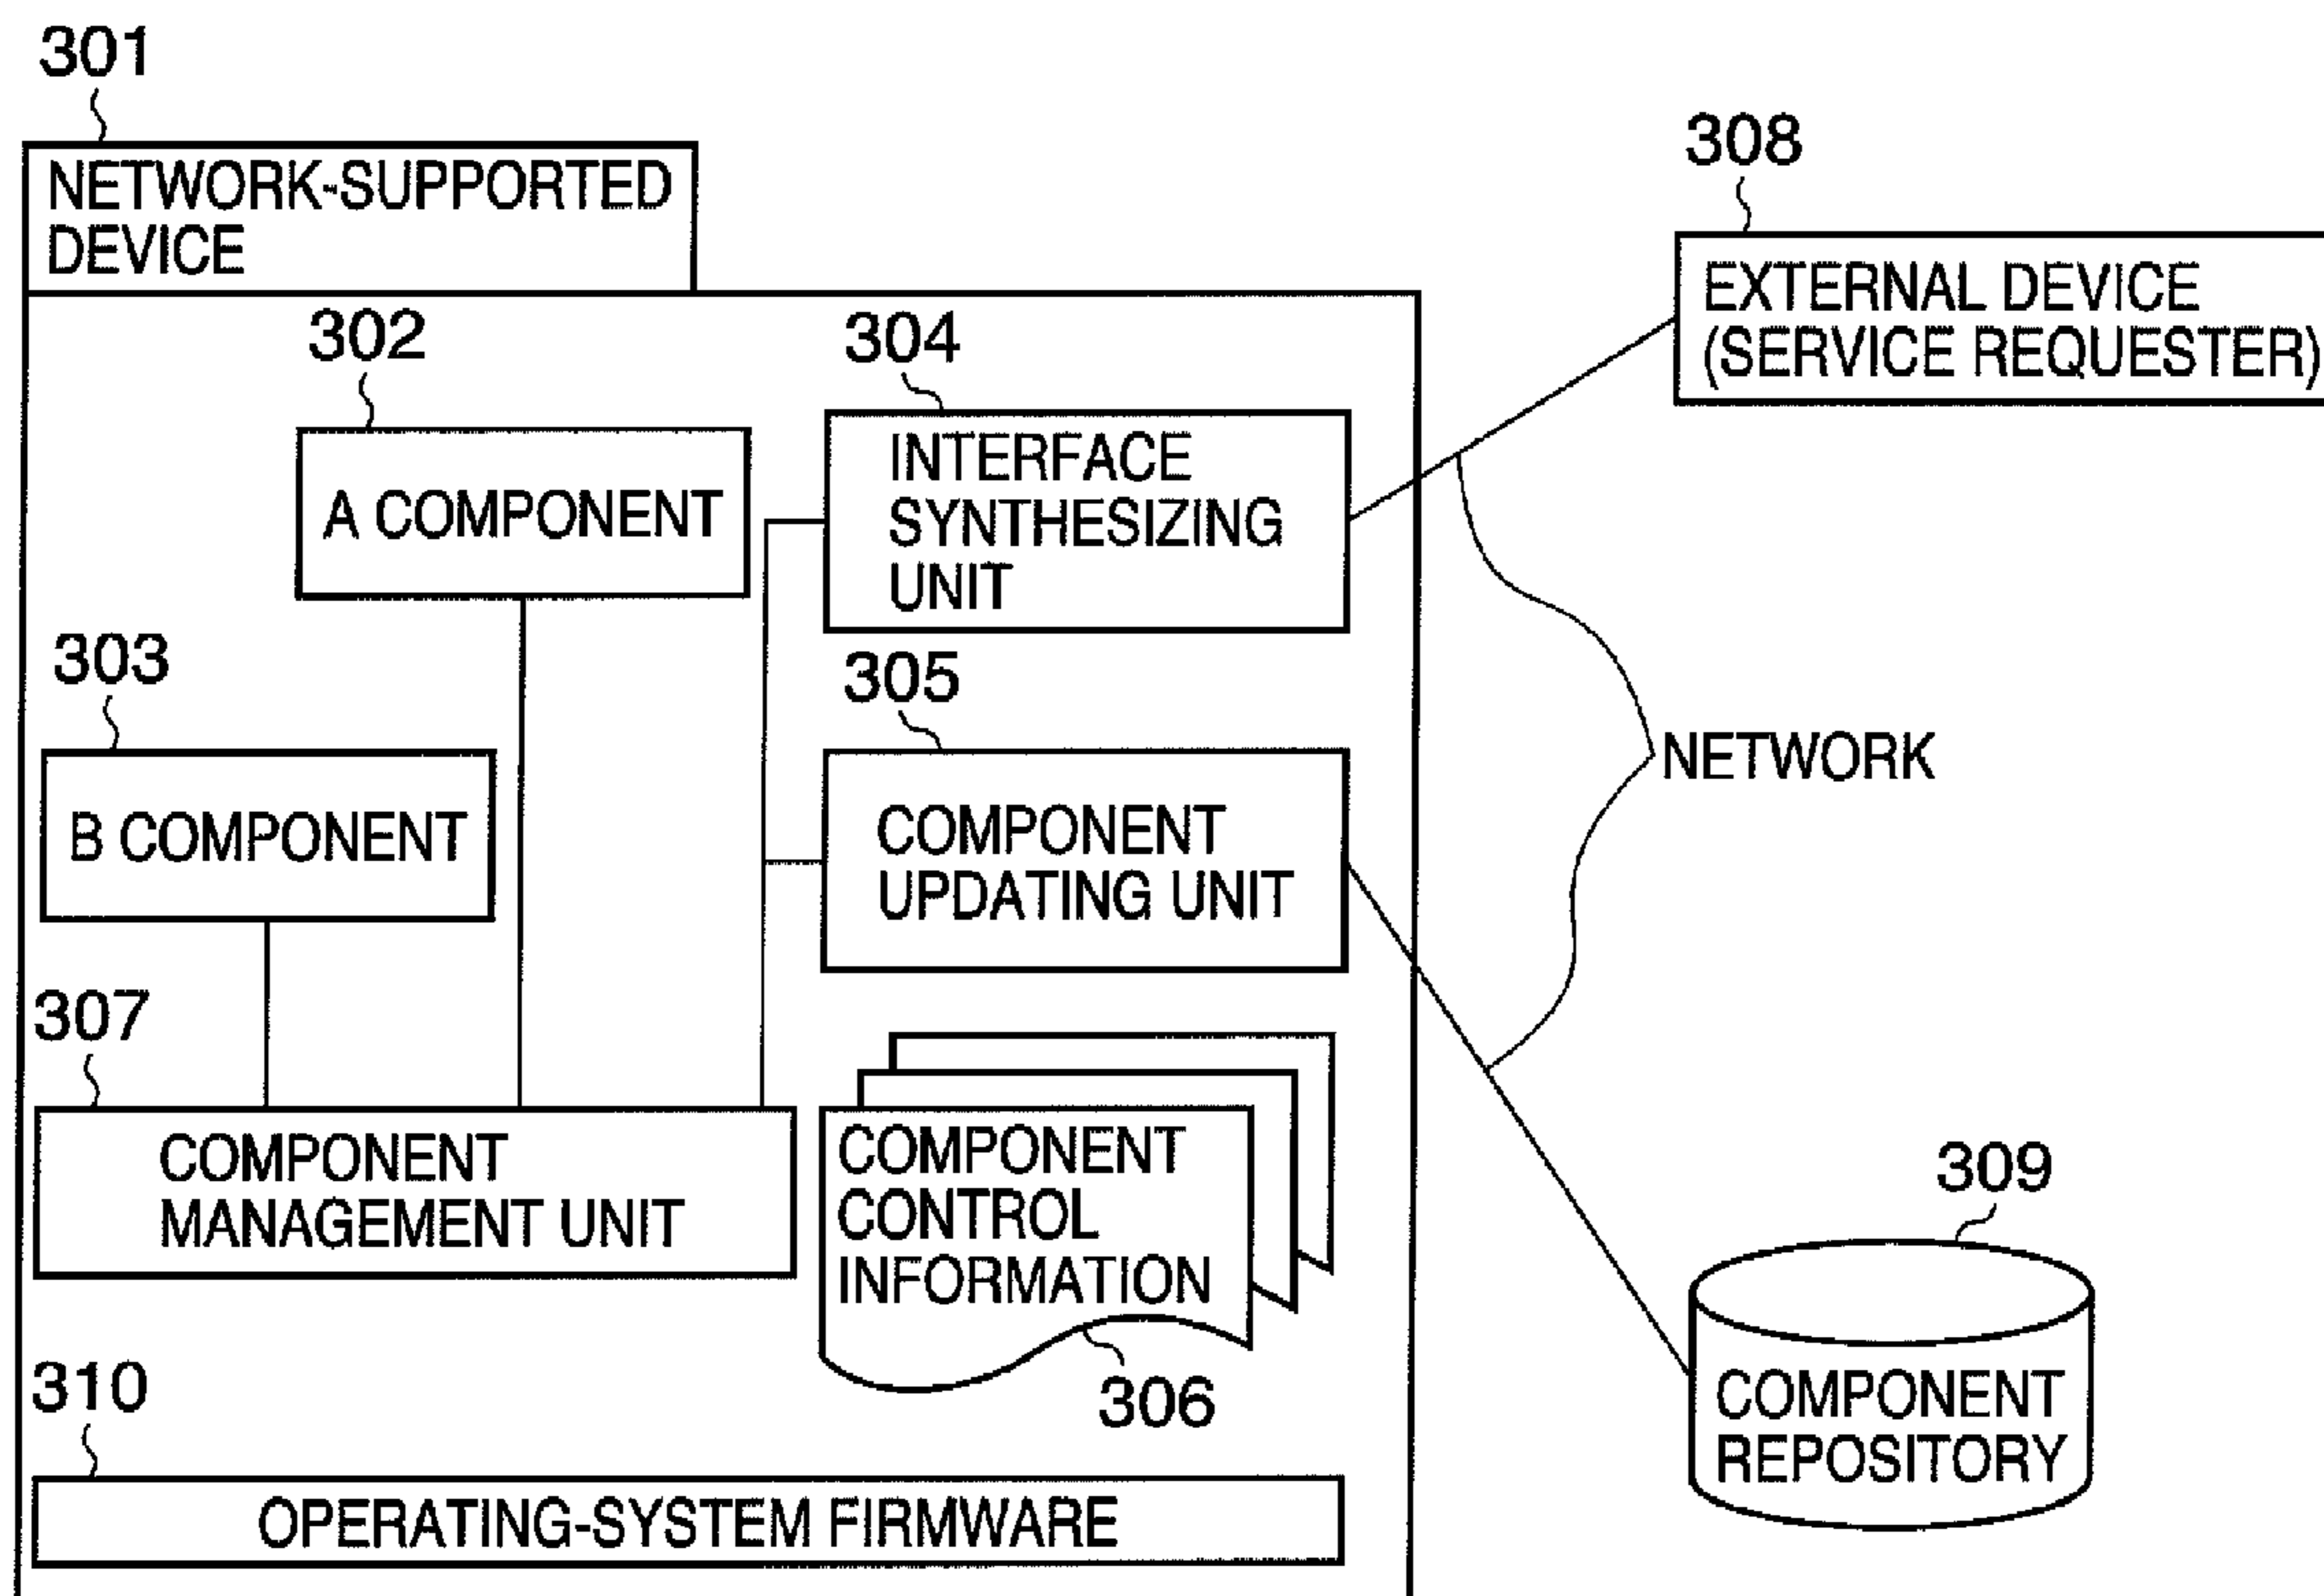 301
NETWORK-SUPPORTED
DEVICE
308
EXTERNAL DEVICE
(SERVICE REQUESTER)
302
A COMPONENT
304
INTERFACE
SYNTHESIZING
UNIT
303
B COMPONENT
305
COMPONENT
UPDATING UNIT
NETWORK
307
COMPONENT
MANAGEMENT UNIT
COMPONENT
CONTROL
INFORMATION
306
309
COMPONENT
REPOSITORY
310
OPERATING-SYSTEM FIRMWARE